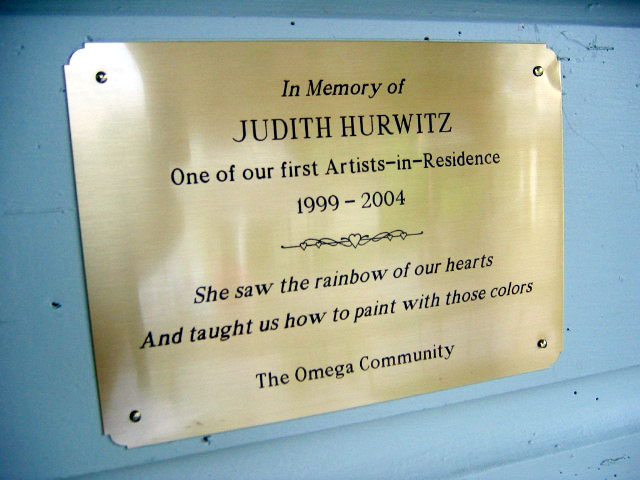 In Memory of
JUDITH HURWITZ
One of our first Artists-in-Residence
1999 - 2004
She saw the rainbow of our hearts
And taught us how to paint with those colors
The Omega Community